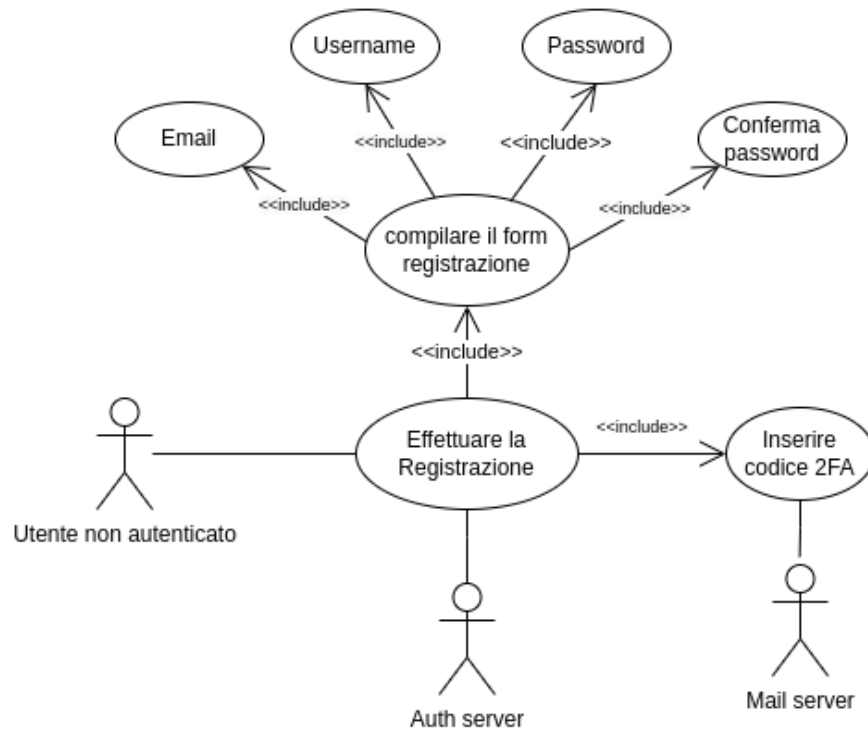 Username
Password
Email
<<include>>
<<include>>
Conferma
password
<<include>>
<<include>>
compilare il form
registrazione
<<include>>
Effettuare la
Registrazione
<<include>>
Inserire
codice 2FA
Utente non autenticato
Auth server
Mail server